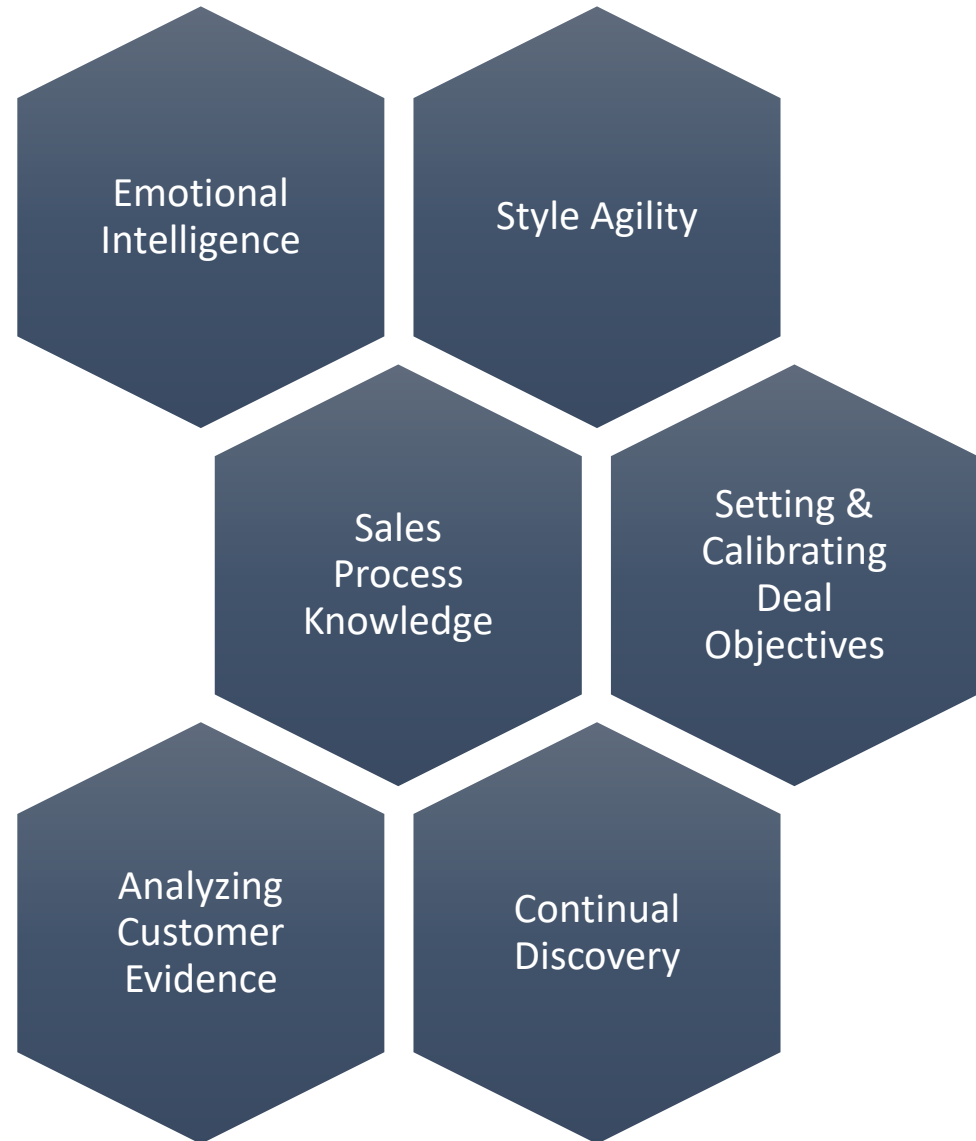 Emotional
Intelligence
Style Agility
Sales
Process
Knowledge
Setting &
Calibrating
Deal
Objectives
Analyzing
Customer
Evidence
Continual
Discovery